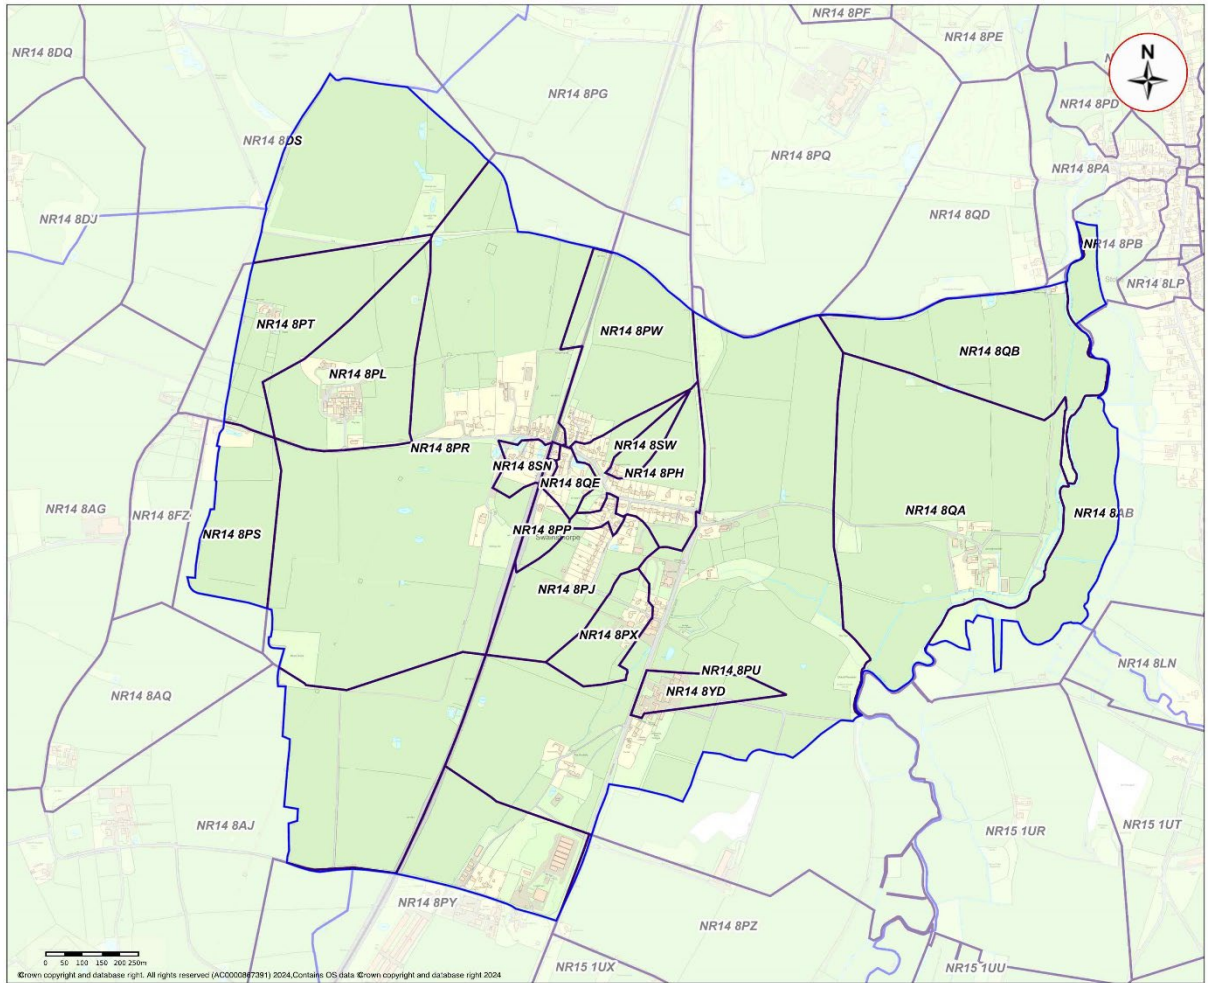 NR14 8PF
NR14 8PE
N
NR14 8DQ
NR14 8PG
NR14 8PD
NR14 8DS
NR14 8PQ
NR14 8PA
NR14 8DJ
NR14 8QD
NR14 8PB
NR14 8LP
NR14 8PT
NR14 8PW
NR14 8QB
NR14 8PL
NR14 8PR
NR14 8SW
NR14 8SN
NR14 8PH
NR14 8QE
NR14 8AG
NR14 8FZ
NR14 8QA
NR14 8AB
NR14 8PS
NR14 8PP
Swainsthorpe
NR14 8PJ
NR14 8PX
NR14 8PU
NR14 8LN
NR14 8YD
NR14 8AQ
NR14 8AJ
NR15 1UR
NR15 1UT
NR14 8PY
NR14 8PZ
NR15 1UX
NR15 1UU
0 50 100 150 200 250m
©rown copyright and database right. All rights reserved (AC0000867391) 2024,Contains OS data ©rown copyright and database right 2024